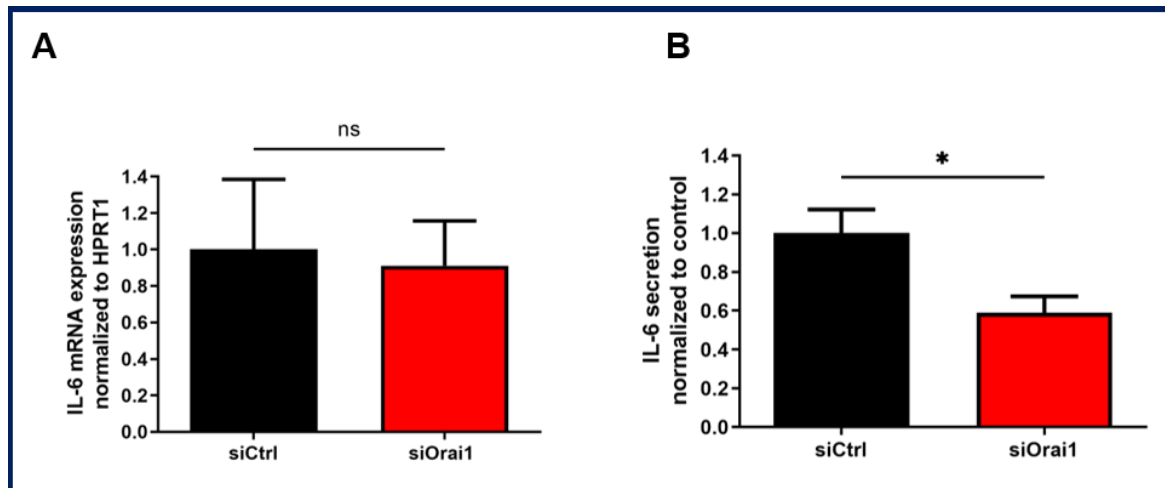 A
ns
IL-6 mRNA expression
normalized to HPRT1
1.4
1.2
1.0
0.8
0.6
0.4
0.2
0.0
siCtrl siOrai1
B
*
IL-6 secretion
normalized to control
1.4
1.2
1.0
0.8
0.6
0.4
0.2
0.0
siCtrl siOrai1